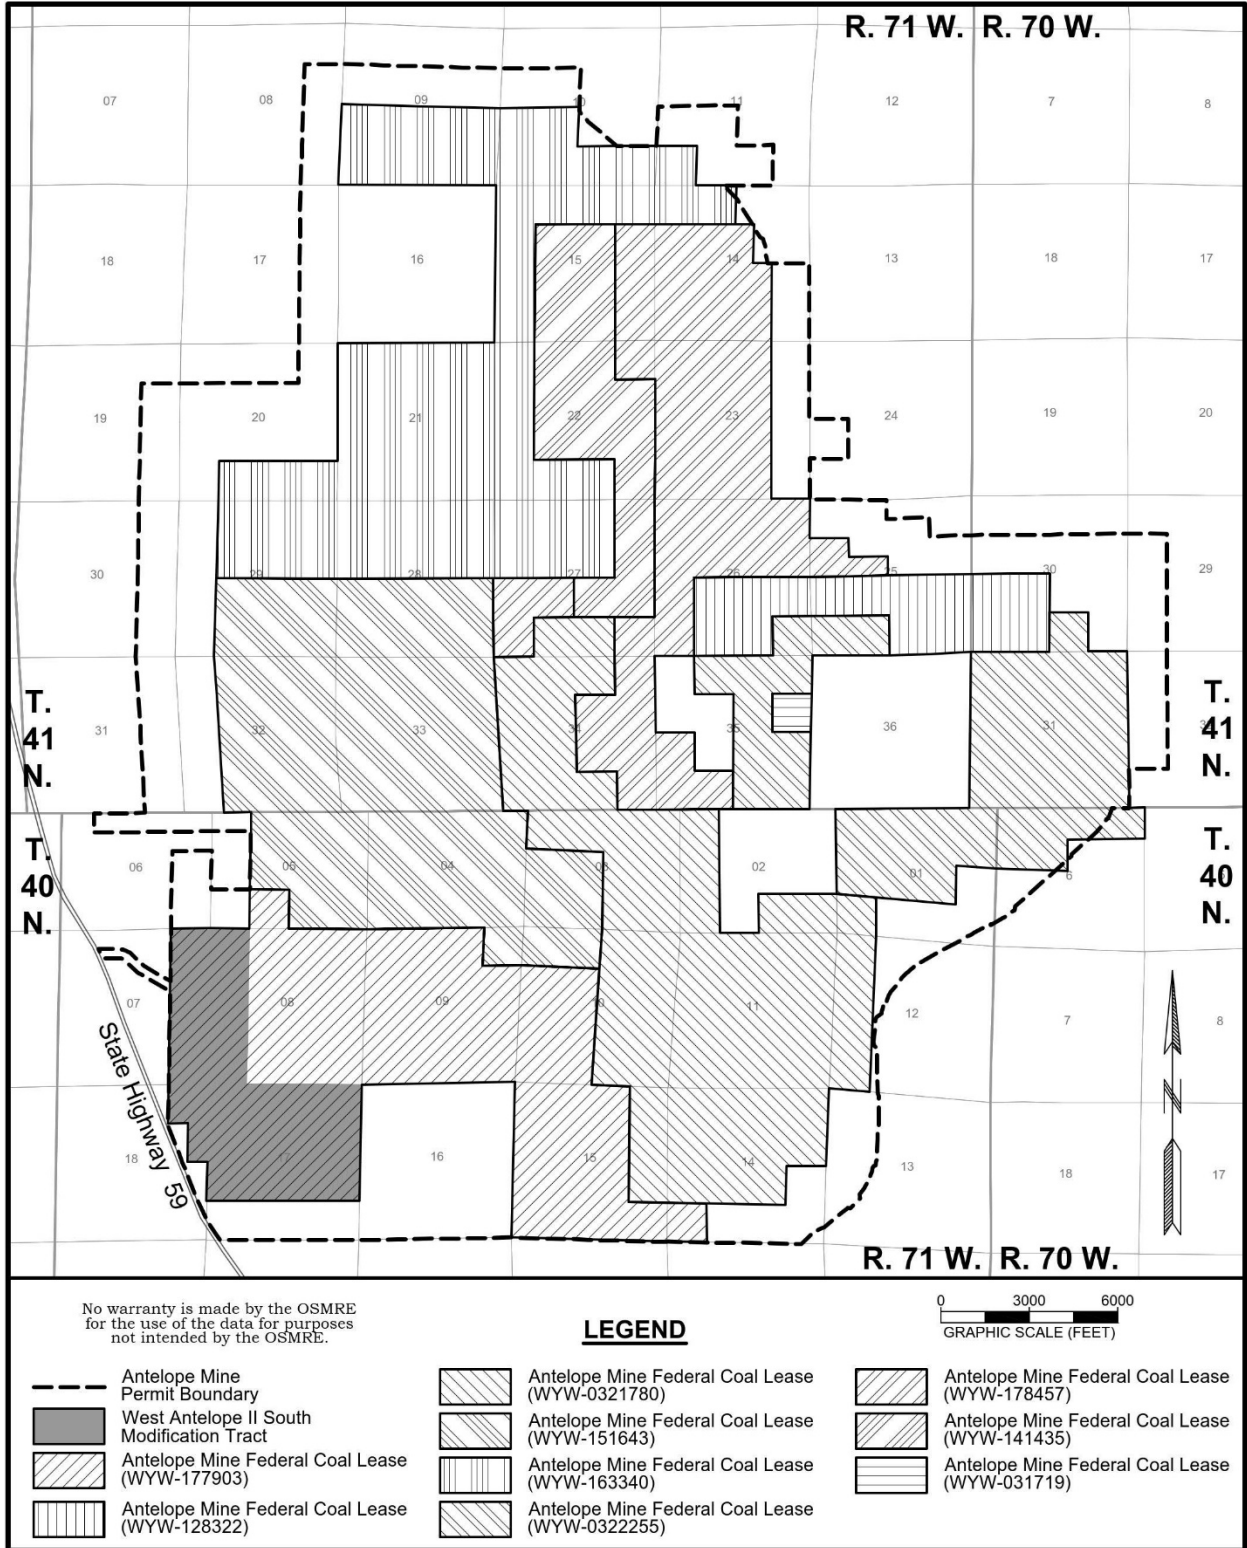 R. 71 W. R. 70 W.
07 08 09 10 11 12 7 8
18 17 16 15 14 13 18 17
19 20 21 22 23 24 19 20
30 29 28 27 26 25 30 29
T. 41 N.
31 32 33 34 35 36 31
T. 41 N.
T. 40 N.
06 05 04 03 02 01 6
T. 40 N.
07 08 09 10 11 12 7 8
State Highway 59
18 17 16 15 14 13 18 17
R. 71 W. R. 70 W.
No warranty is made by the OSMRE
for the use of the data for purposes
not intended by the OSMRE.
LEGEND
0 3000 6000
GRAPHIC SCALE (FEET)
Antelope Mine
Permit Boundary
West Antelope II South
Modification Tract
Antelope Mine Federal Coal Lease
(WYW-177903)
Antelope Mine Federal Coal Lease
(WYW-128322)
Antelope Mine Federal Coal Lease
(WYW-0321780)
Antelope Mine Federal Coal Lease
(WYW-151643)
Antelope Mine Federal Coal Lease
(WYW-163340)
Antelope Mine Federal Coal Lease
(WYW-0322255)
Antelope Mine Federal Coal Lease
(WYW-178457)
Antelope Mine Federal Coal Lease
(WYW-141435)
Antelope Mine Federal Coal Lease
(WYW-031719)